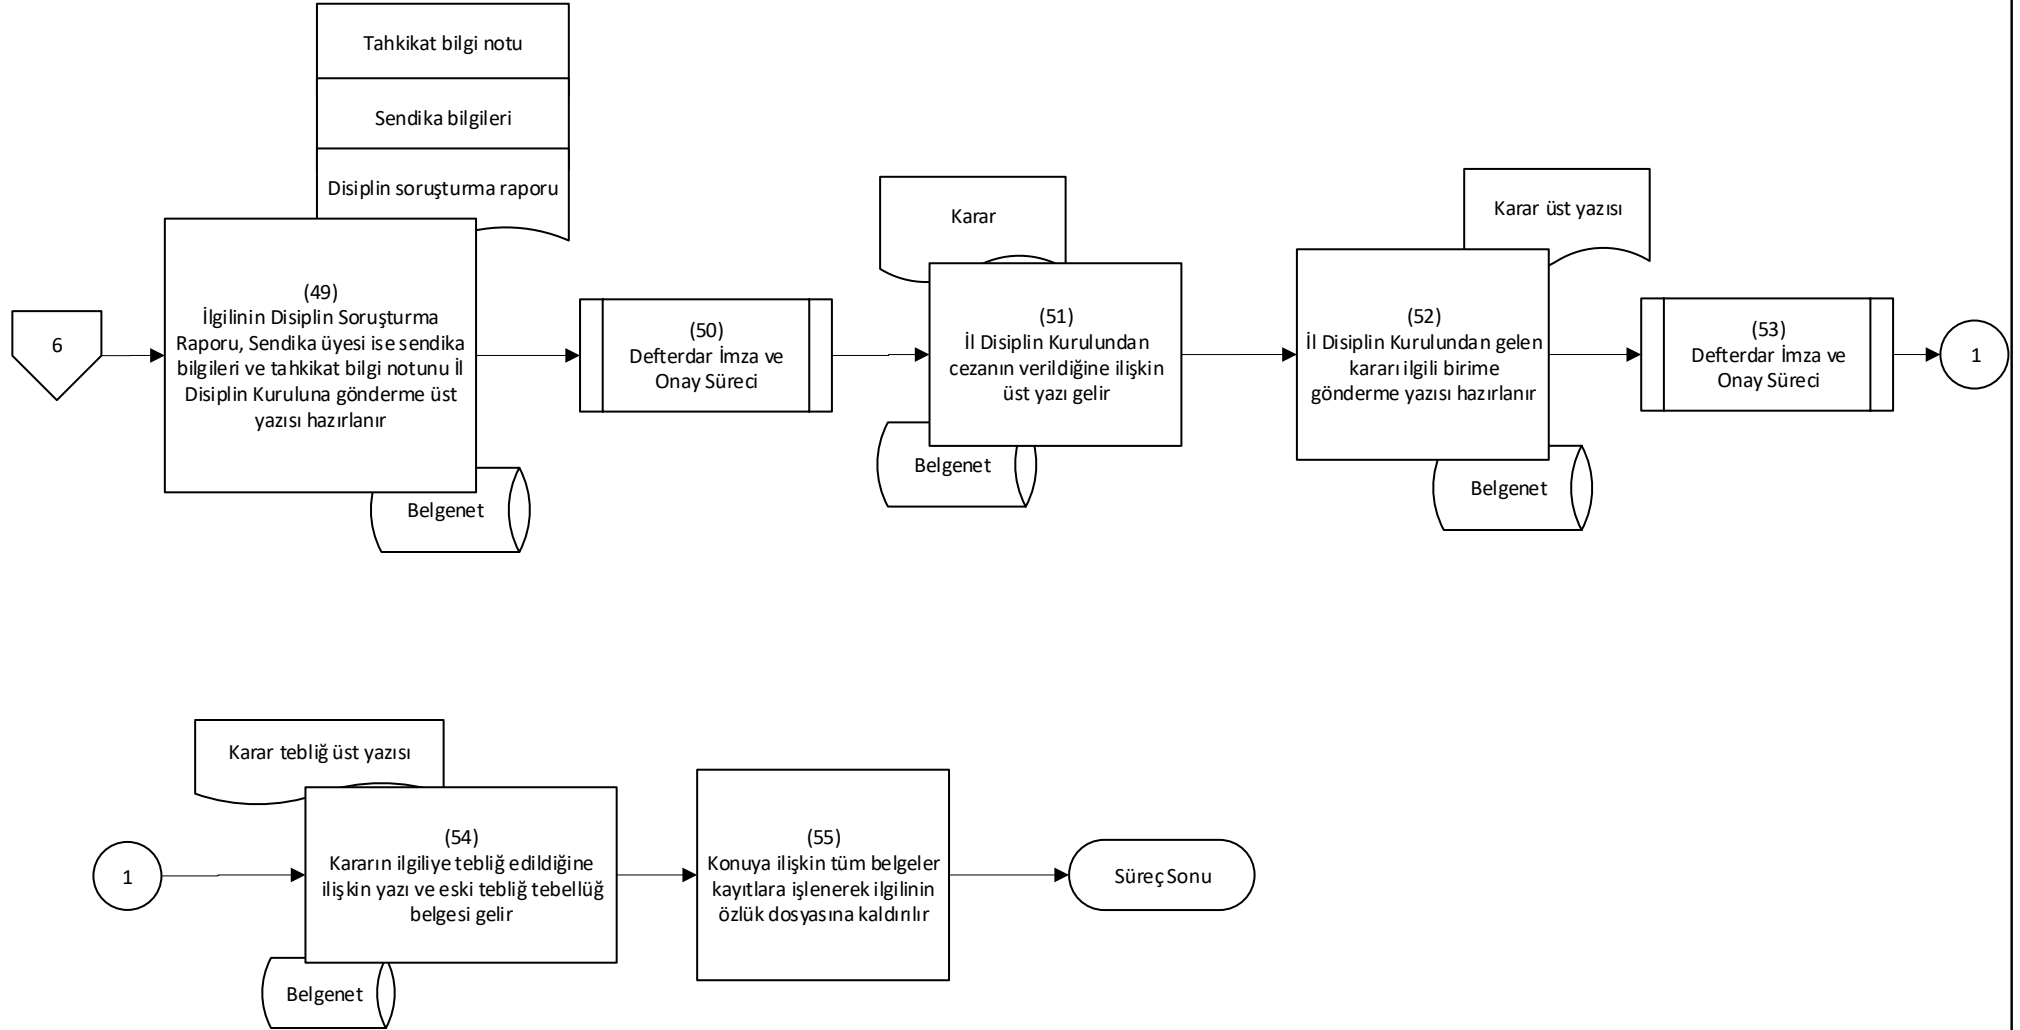 Tahkikat bilgi notu
Sendika bilgileri
Disiplin soruşturma raporu
6
(49)
İlgilinin Disiplin Soruşturma
Raporu, Sendika üyesi ise sendika
bilgileri ve tahkikat bilgi notunu İl
Disiplin Kuruluna gönderme üst
yazısı hazırlanır
Belgenet
(50)
Defterdar İmza ve
Onay Süreci
Karar
(51)
İl Disiplin Kurulundan
cezanın verildiğine ilişkin
üst yazı gelir
Belgenet
Karar üst yazısı
(52)
İl Disiplin Kurulundan gelen
kararı ilgili birime
gönderme yazısı hazırlanır
Belgenet
(53)
Defterdar İmza ve
Onay Süreci
1
Karar tebliğ üst yazısı
1
(54)
Kararın ilgiliye tebliğ edildiğine
ilişkin yazı ve eski tebliğ tebellüğ
belgesi gelir
Belgenet
(55)
Konuya ilişkin tüm belgeler
kayıtlara işlenerek ilgilinin
özlük dosyasına kaldırılır
Süreç Sonu